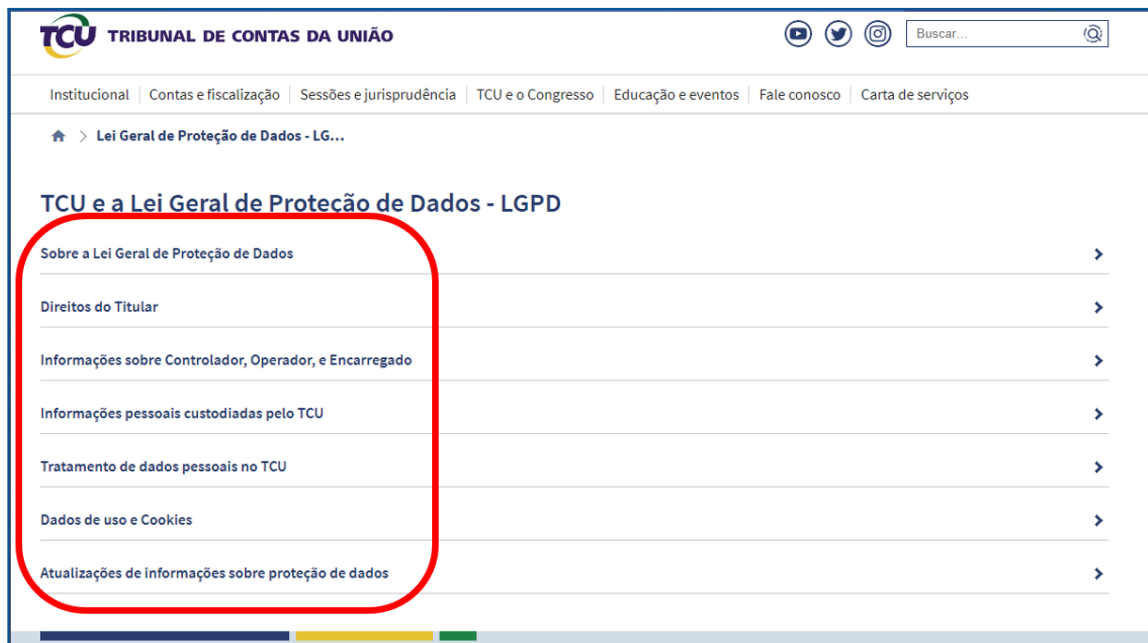 TCU TRIBUNAL DE CONTAS DA UNIÃO
Buscar...
Institucional Contas e fiscalização Sessões e jurisprudência TCU e o Congresso Educação e eventos Fale conosco Carta de serviços
> Lei Geral de Proteção de Dados - LG...
TCU e a Lei Geral de Proteção de Dados - LGPD
Sobre a Lei Geral de Proteção de Dados
Direitos do Titular
Informações sobre Controlador, Operador, e Encarregado
Informações pessoais custodiadas pelo TCU
Tratamento de dados pessoais no TCU
Dados de uso e Cookies
Atualizações de informações sobre proteção de dados